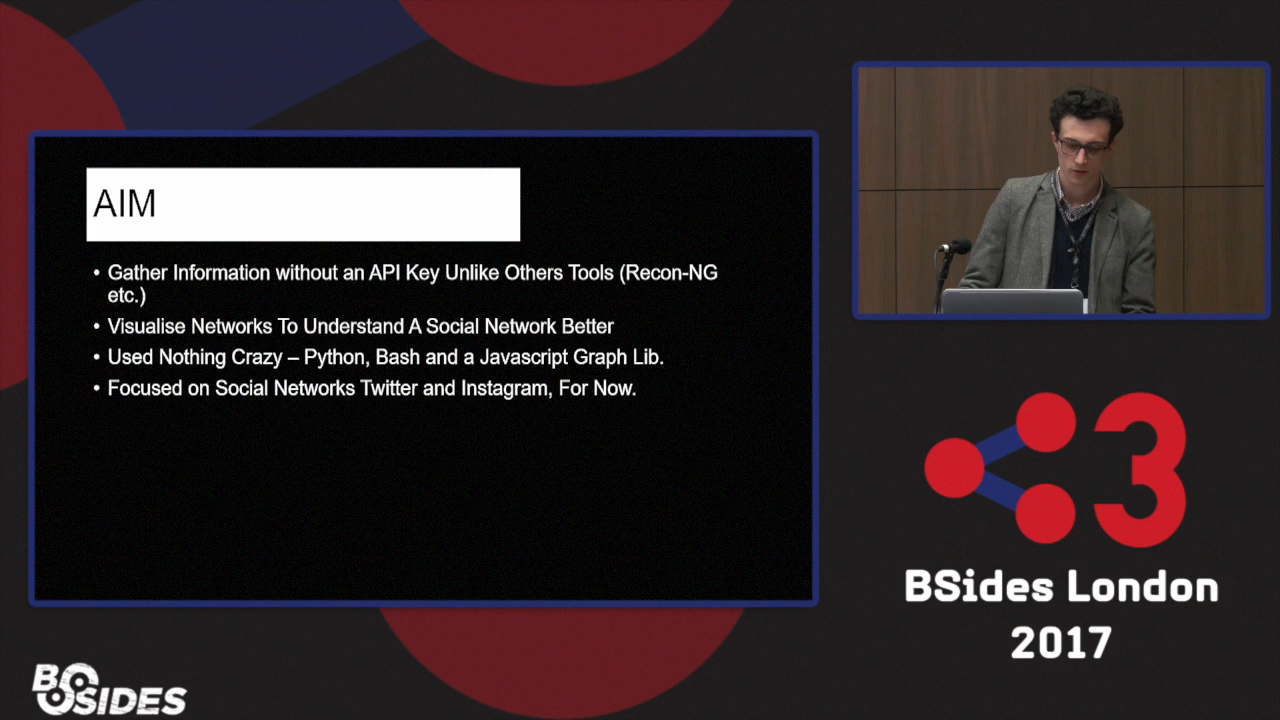 AIM
• Gather Information without an API Key Unlike Others Tools (Recon-NG
etc.)
• Visualise Networks To Understand A Social Network Better
• Used Nothing Crazy – Python, Bash and a Javascript Graph Lib.
• Focused on Social Networks Twitter and Instagram, For Now.
3
BSides London
2017
BSIDES